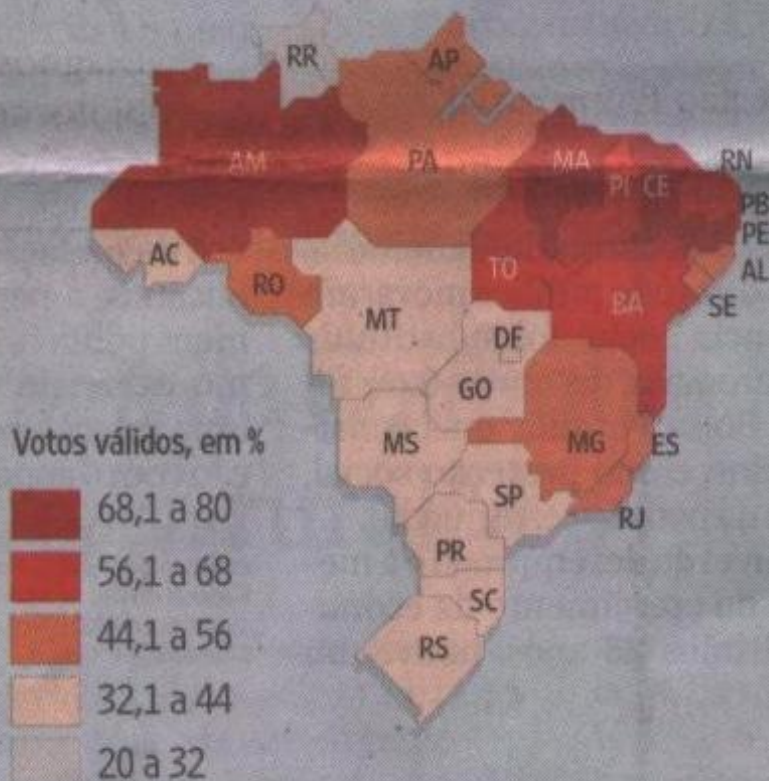 RR
AP
AM
PA
MA
PI
CE
RN
PB
PE
AL
SE
AC
RO
TO
BA
MT
DF
GO
MS
MG
ES
SP
RJ
PR
SC
RS
Votos válidos, em %
68,1 a 80
56,1 a 68
44,1 a 56
32,1 a 44
20 a 32